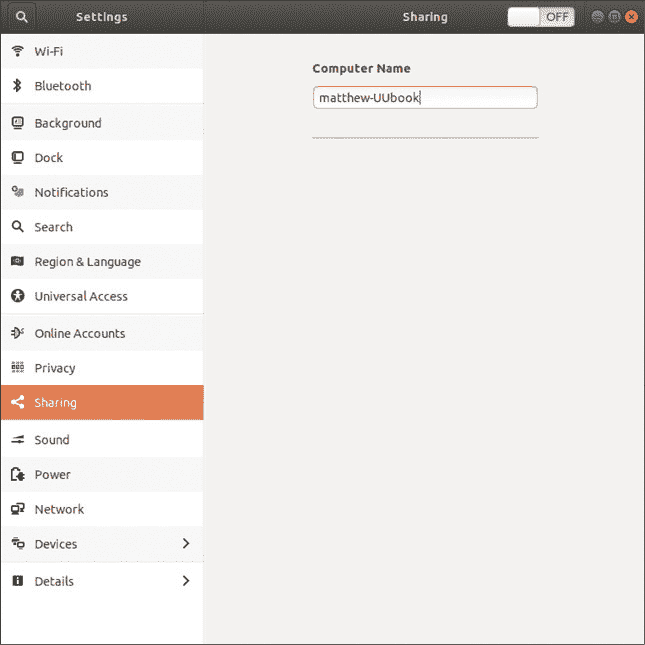 Settings
Sharing
OFF
Wi-Fi
Bluetooth
Background
Dock
Notifications
Search
Region & Language
Universal Access
Online Accounts
Privacy
Sharing
Sound
Power
Network
Devices
Details
Computer Name
matthew-UUbook